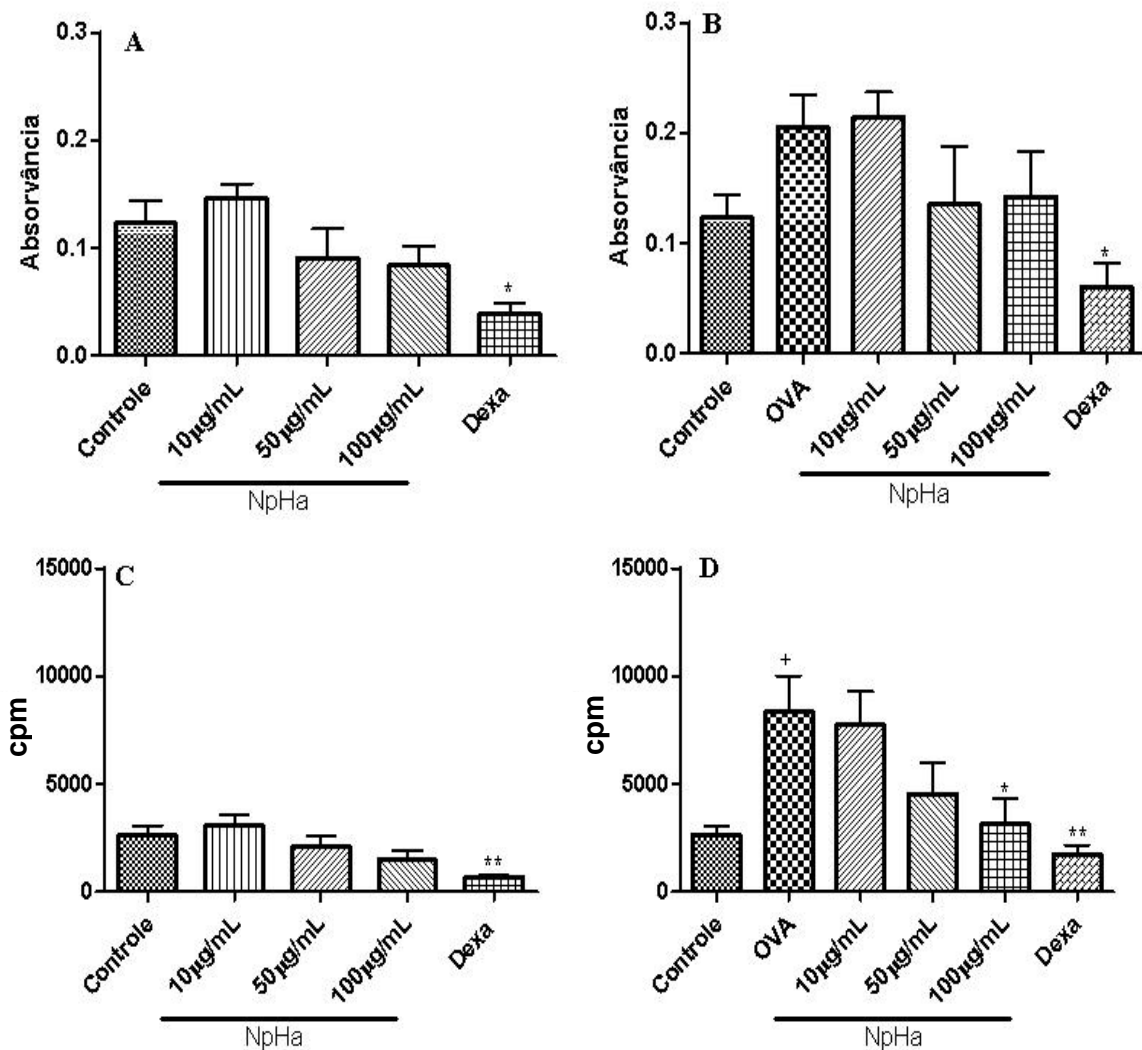 A
0.3
0.2
0.1
0.0
Absorvância
*
Controle
10µg/mL
50µg/mL
100µg/mL
Dexa
NpHa
B
0.3
0.2
0.1
0.0
Absorvância
*
Controle
OVA
10µg/mL
50µg/mL
100µg/mL
Dexa
NpHa
C
15000
10000
5000
0
cpm
**
Controle
10µg/mL
50µg/mL
100µg/mL
Dexa
NpHa
D
15000
10000
5000
0
cpm
+
*
**
Controle
OVA
10µg/mL
50µg/mL
100µg/mL
Dexa
NpHa